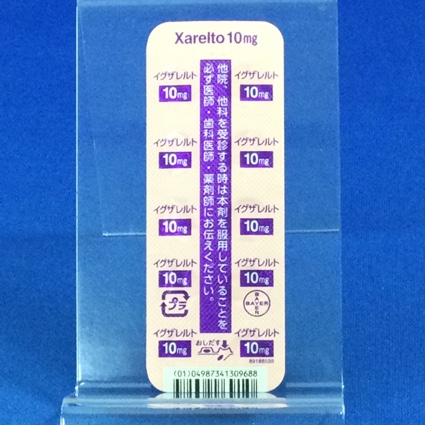 Xarelto 10mg
イグザレルト
10mg
イグザレルト
10mg
イグザレルト
10mg
イグザレルト
10mg
イグザレルト
10mg
イグザレルト
10mg
イグザレルト
10mg
イグザレルト
10mg
イグザレルト
10mg
イグザレルト
10mg
他院、他科を受診する時は本剤を服用していることを
必ず医師・歯科医師・薬剤師にお伝えください。
プラ
BAYER
BAYER
おしだす
(01)04987341309688